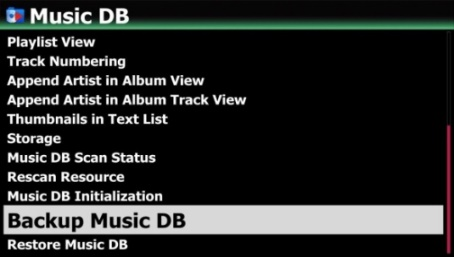 Music DB
Playlist View
Track Numbering
Append Artist in Album View
Append Artist in Album Track View
Thumbnails in Text List
Storage
Music DB Scan Status
Rescan Resource
Music DB Initialization
Backup Music DB
Restore Music DB